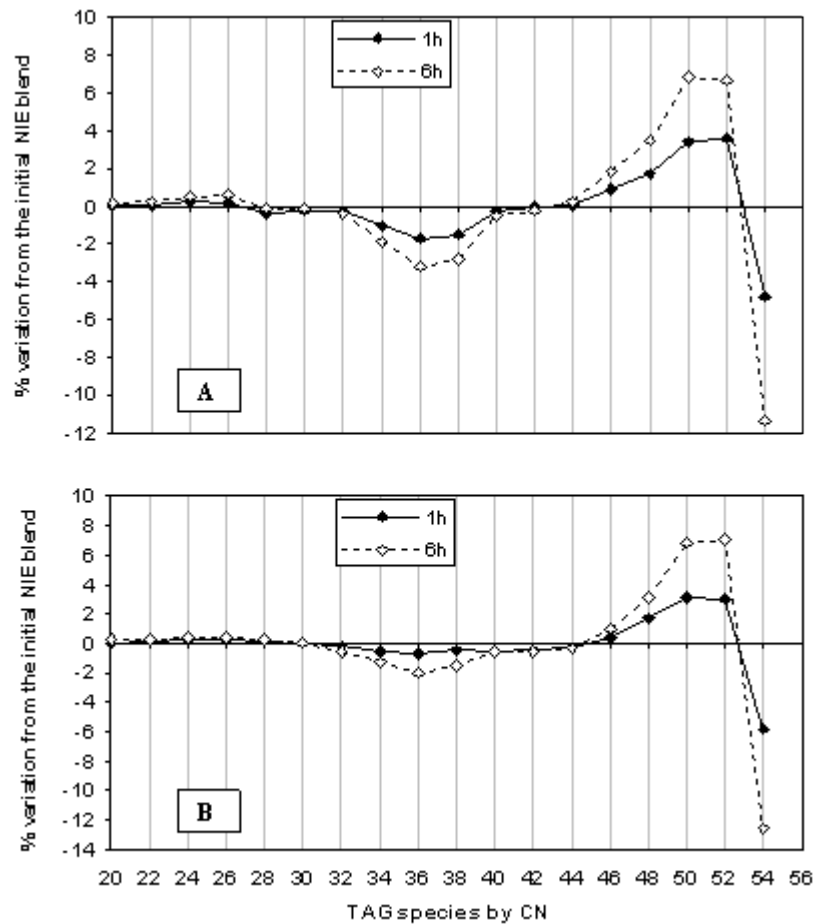 % variation from the initial NIE blend
10
8
6
4
2
0
-2
-4
-6
-8
-10
-12
1h
6h
A
% variation from the initial NIE blend
10
8
6
4
2
0
-2
-4
-6
-8
-10
-12
-14
1h
6h
B
20 22 24 26 28 30 32 34 36 38 40 42 44 46 48 50 52 54 56
TAG species by CN